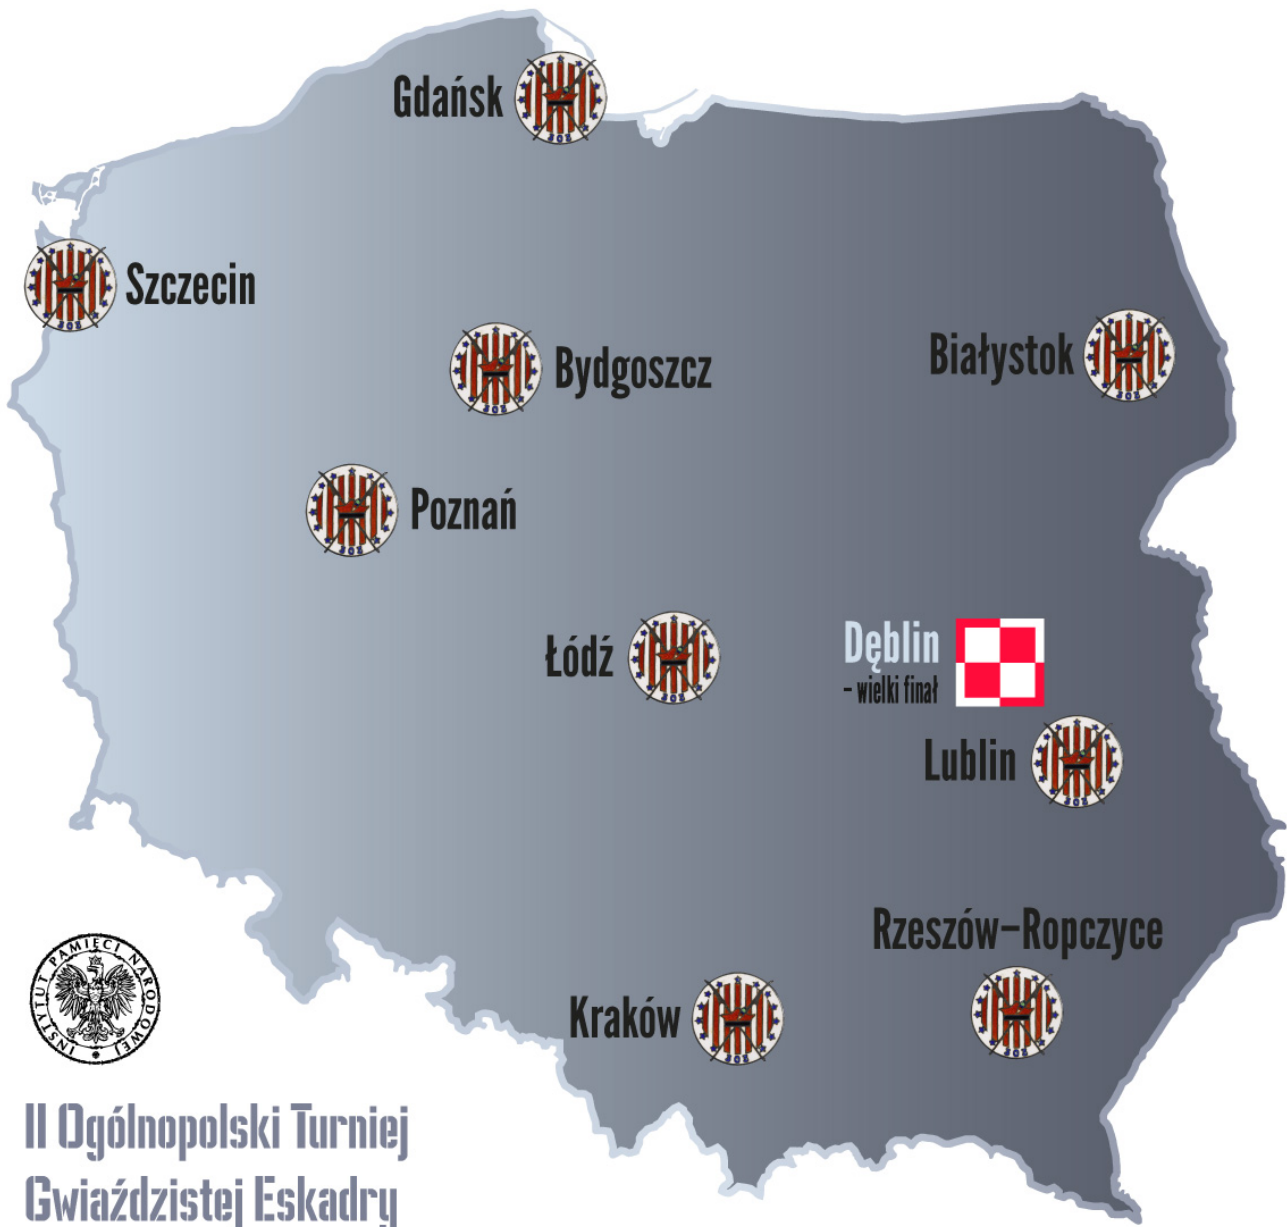 Gdańsk
Szczecin
Bydgoszcz
Białystok
Poznań
Łódź
Dęblin
– wielki finał
Lublin
Rzeszów–Ropczyce
Kraków
INSTYTUT PAMIĘCI NARODOWEJ
II Ogólnopolski Turniej
Gwiaździstej Eskadry